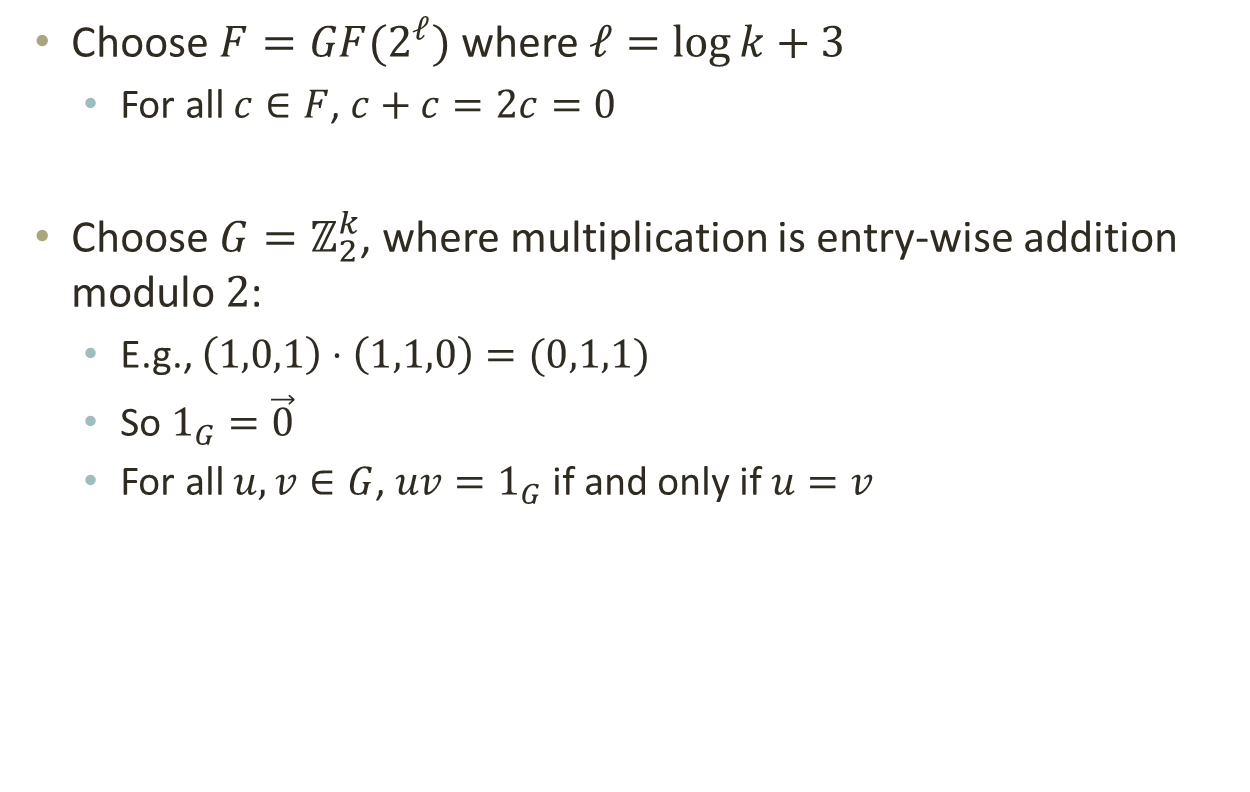 • Choose 𝐹 = 𝐺𝐹(2^ℓ) where ℓ = log 𝑘 + 3
• For all 𝑐 ∈ 𝐹, 𝑐 + 𝑐 = 2𝑐 = 0
• Choose 𝐺 = ℤ₂^𝑘, where multiplication is entry-wise addition
modulo 2:
• E.g., (1,0,1) · (1,1,0) = (0,1,1)
• So 1_𝐺 = 0⃗
• For all 𝑢, 𝑣 ∈ 𝐺, 𝑢𝑣 = 1_𝐺 if and only if 𝑢 = 𝑣